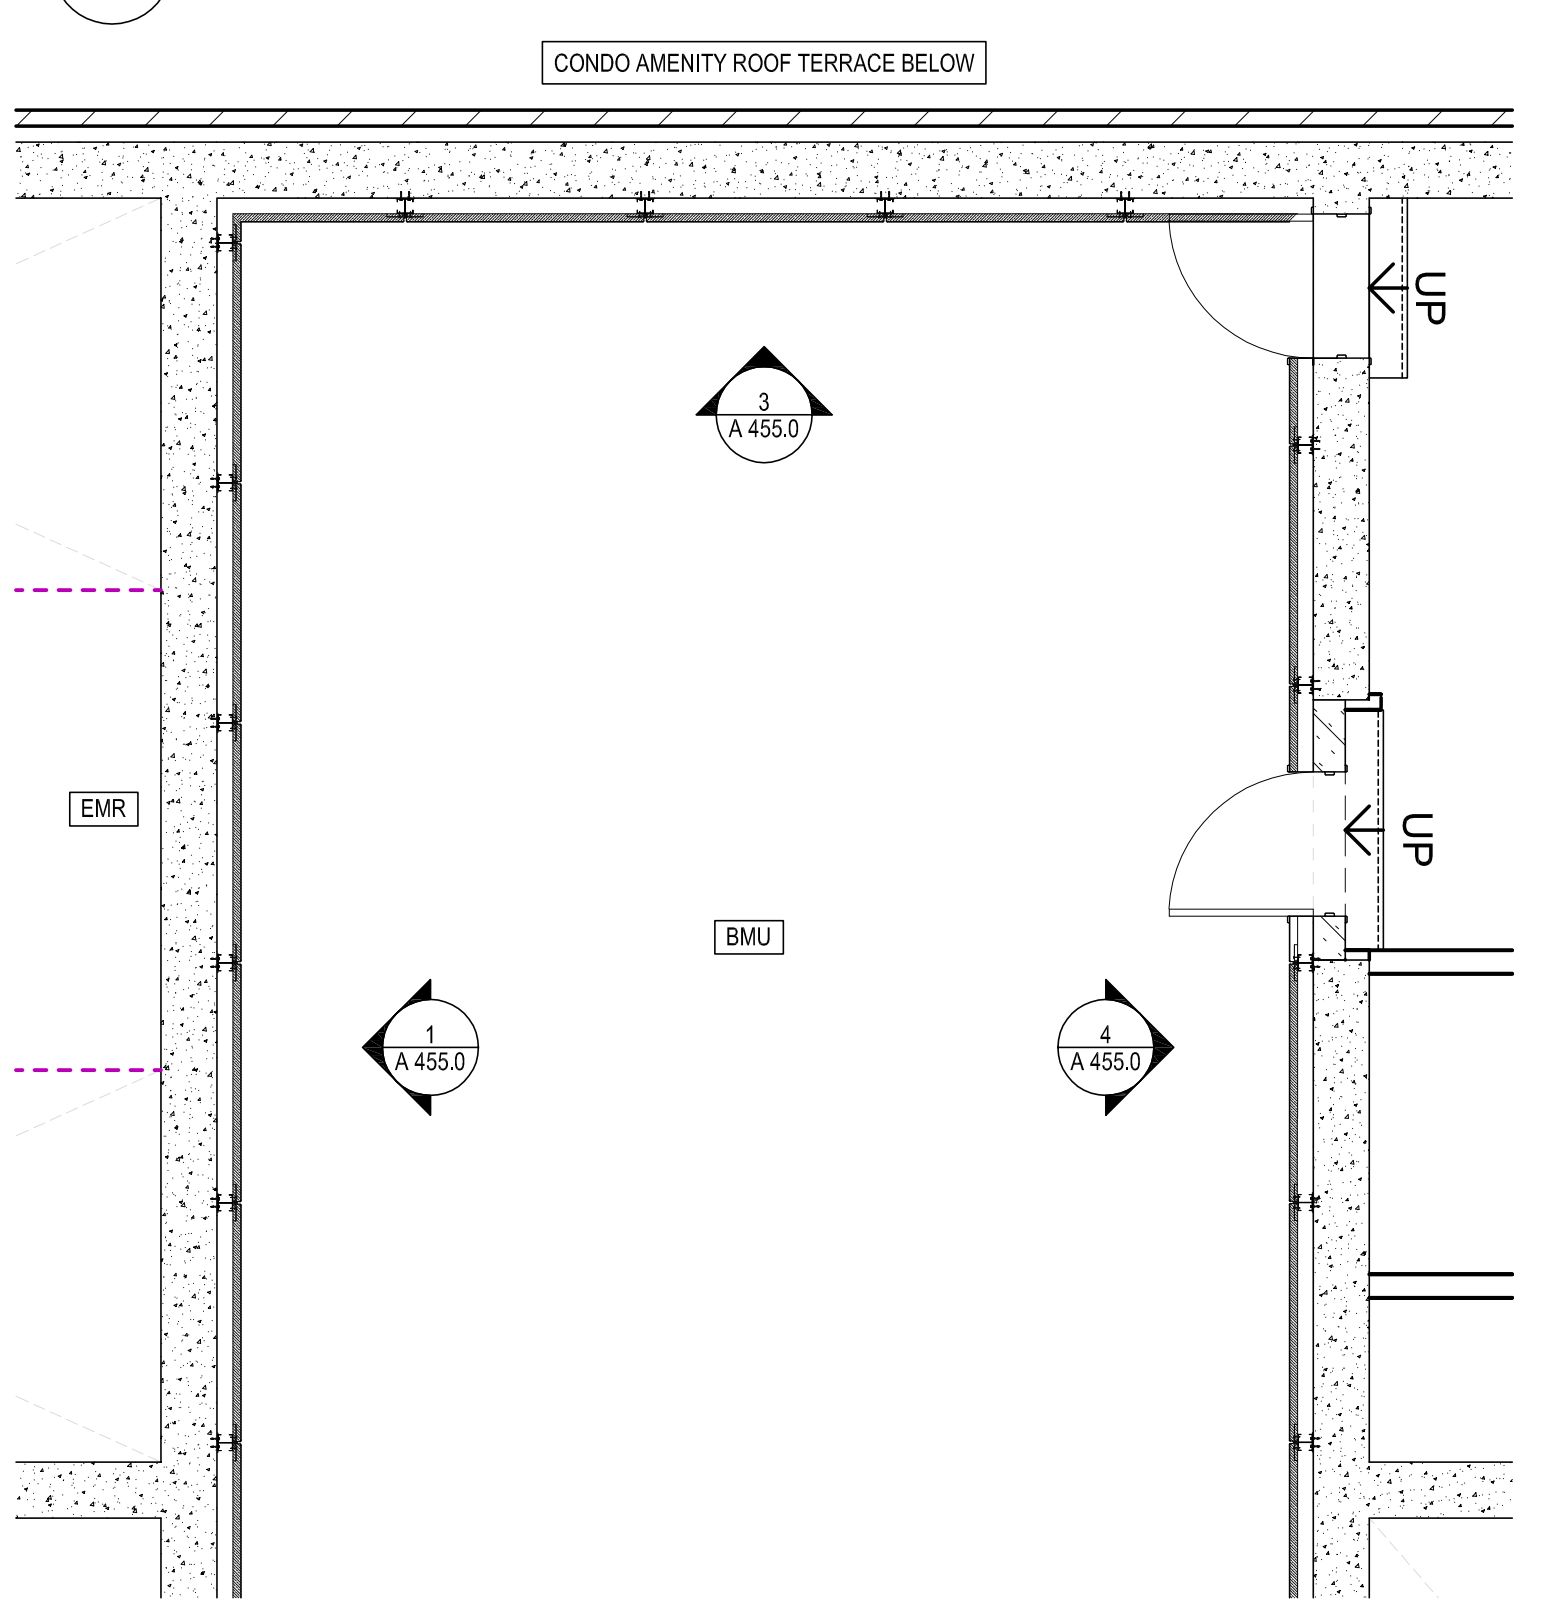 CONDO AMENITY ROOF TERRACE BELOW
UP
3
A 455.0
EMR
UP
BMU
1
A 455.0
4
A 455.0